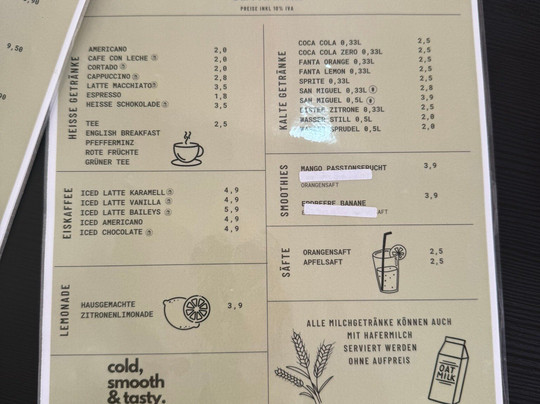 PREISE INKL 10% IVA
9,50
HEISSE GETRÄNKE
AMERICANO 2,0
CAFE CON LECHE 2,0
CORTADO 2,0
CAPPUCCINO 2,8
LATTE MACCHIATO 3,5
ESPRESSO 1,8
HEISSE SCHOKOLADE 3,5
TEE 2,5
ENGLISH BREAKFAST
PFEFFERMINZ
ROTE FRÜCHTE
GRÜNER TEE
EISKAFFEE
ICED LATTE KARAMELL 4,9
ICED LATTE VANILLA 4,9
ICED LATTE BAILEYS 5,9
ICED AMERICANO 4,9
ICED CHOCOLATE 4,9
LEMONADE
HAUSGEMACHTE
ZITRONENLIMONADE 3,9
cold,
smooth
& tasty.
KALTE GETRÄNKE
COCA COLA 0,33L 2,5
COCA COLA ZERO 0,33L 2,5
FANTA ORANGE 0,33L 2,5
FANTA LEMON 0,33L 2,5
SPRITE 0,33L 2,5
SAN MIGUEL 0,33L 2,8
SAN MIGUEL 0,5L 3,9
ZITRONE 0,33L 2,5
WASSER STILL 0,5L 2,0
SPRUDEL 0,5L 2,0
SMOOTHIES
MANGO PASSIONSFRUCHT 3,9
ORANGENSAFT
ERDBEERE BANANE 3,9
AFT
SÄFTE
ORANGENSAFT 2,5
APFELSAFT 2,5
ALLE MILCHGETRÄNKE KÖNNEN AUCH
MIT HAFERMILCH
SERVIERT WERDEN
OHNE AUFPREIS
OAT
MILK